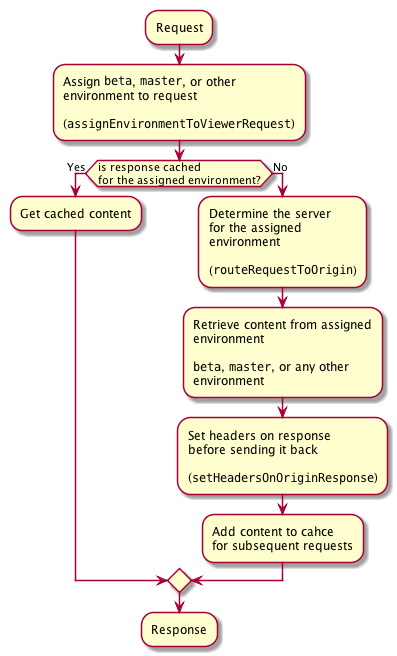 Request
Assign beta, master, or other
environment to request
(assignEnvironmentToViewerRequest)
Yes
is response cached
for the assigned environment?
No
Get cached content
Determine the server
for the assigned
environment
(routeRequestToOrigin)
Retrieve content from assigned
environment
beta, master, or any other
environment
Set headers on response
before sending it back
(setHeadersOnOriginResponse)
Add content to cahce
for subsequent requests
Response